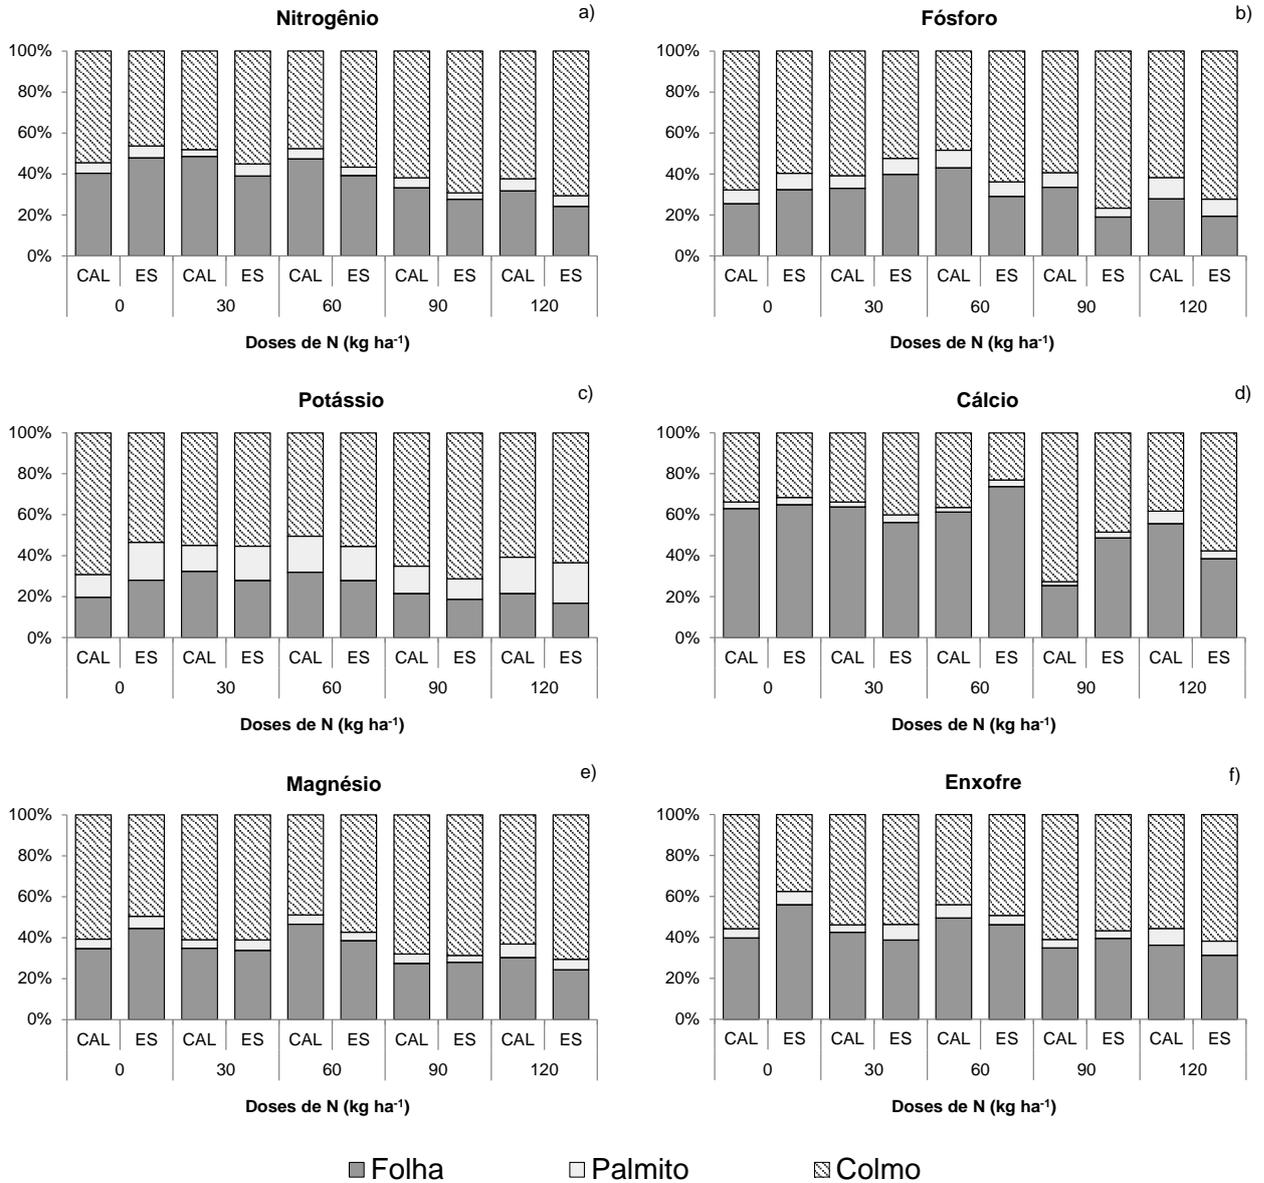 Nitrogênio a)
100%
80%
60%
40%
20%
0%
CAL ES CAL ES CAL ES CAL ES CAL ES
0 30 60 90 120
Doses de N (kg ha-1)
Fósforo b)
100%
80%
60%
40%
20%
0%
CAL ES CAL ES CAL ES CAL ES CAL ES
0 30 60 90 120
Doses de N (kg ha-1)
Potássio c)
100%
80%
60%
40%
20%
0%
CAL ES CAL ES CAL ES CAL ES CAL ES
0 30 60 90 120
Doses de N (kg ha-1)
Cálcio d)
100%
80%
60%
40%
20%
0%
CAL ES CAL ES CAL ES CAL ES CAL ES
0 30 60 90 120
Doses de N (kg ha-1)
Magnésio e)
100%
80%
60%
40%
20%
0%
CAL ES CAL ES CAL ES CAL ES CAL ES
0 30 60 90 120
Doses de N (kg ha-1)
Enxofre f)
100%
80%
60%
40%
20%
0%
CAL ES CAL ES CAL ES CAL ES CAL ES
0 30 60 90 120
Doses de N (kg ha-1)
Folha Palmito Colmo